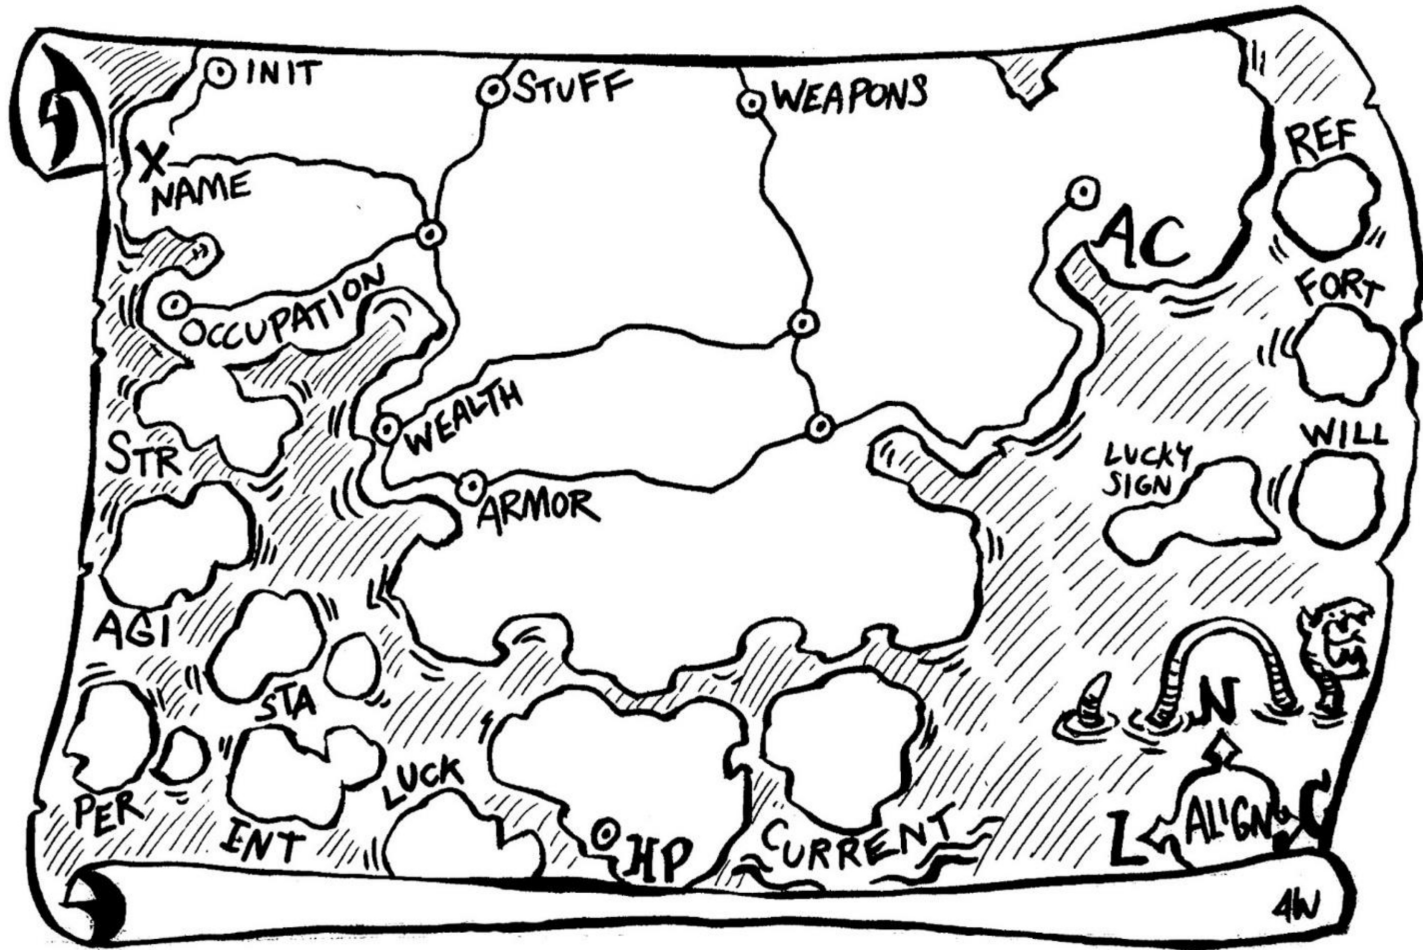 INIT
STUFF
WEAPONS
REF
X
NAME
AC
OCCUPATION
FORT
WEALTH
WILL
STR
LUCKY
SIGN
ARMOR
AGI
STA
N
PER
INT
LUCK
HP
CURRENT
L
ALIGN
C
4W